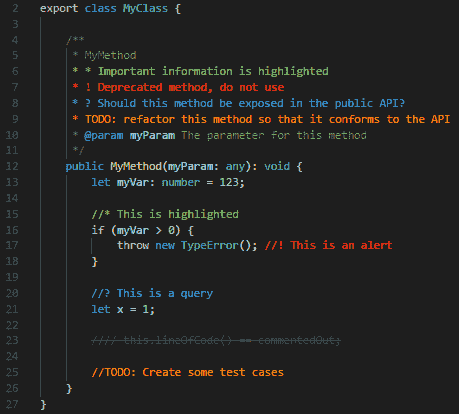 2 export class MyClass {
3
4 /**
5 * MyMethod
6 * * Important information is highlighted
7 * ! Deprecated method, do not use
8 * ? Should this method be exposed in the public API?
9 * TODO: refactor this method so that it conforms to the API
10 * @param myParam The parameter for this method
11 */
12 public MyMethod(myParam: any): void {
13 let myVar: number = 123;
14
15 //* This is highlighted
16 if (myVar > 0) {
17 throw new TypeError(); //! This is an alert
18 }
19
20 //? This is a query
21 let x = 1;
22
23 //// this.lineOfCode() == commentedOut;
24
25 //TODO: Create some test cases
26 }
27 }